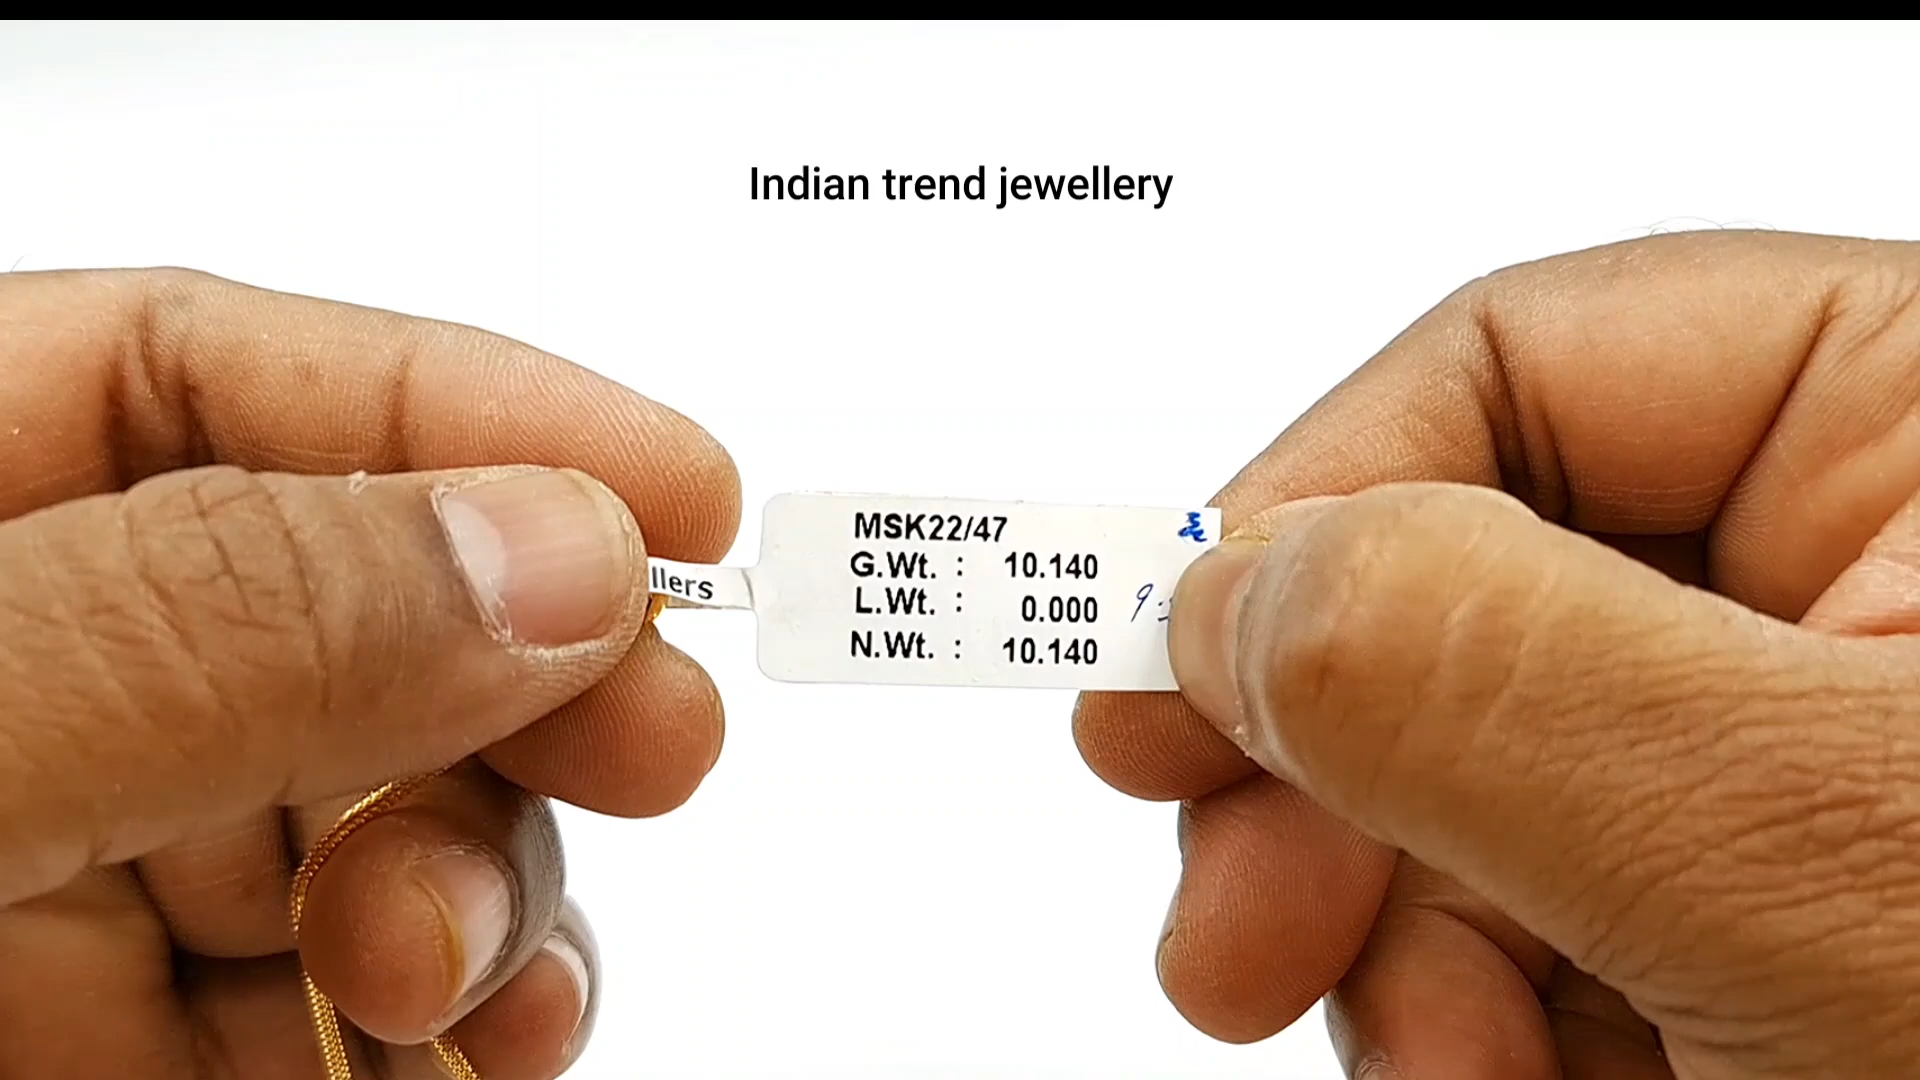 Indian trend jewellery
MSK22/47
G.Wt. : 10.140
L.Wt. : 0.000
N.Wt. : 10.140
llers